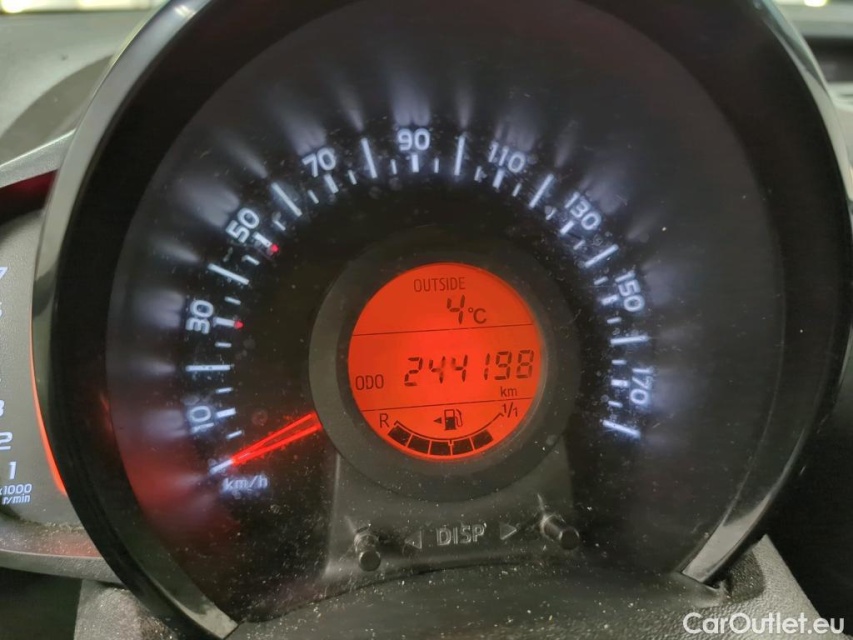 90
70
110
50
130
30
150
10
170
km/h
OUTSIDE
4°C
ODO 244198
km
R 1/1
DISP
2
1
x1000
r/min
CarOutlet.eu